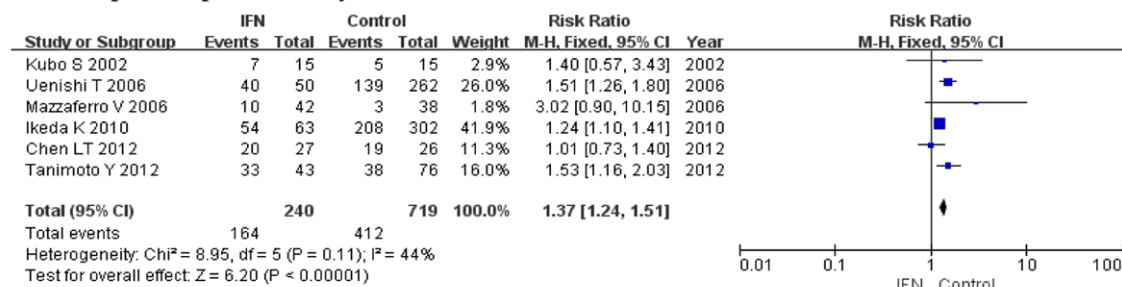 IFN Control Risk Ratio Risk Ratio
Study or Subgroup Events Total Events Total Weight M-H, Fixed, 95% CI Year M-H, Fixed, 95% CI
Kubo S 2002 7 15 5 15 2.9% 1.40 [0.57, 3.43] 2002
Uenishi T 2006 40 50 139 262 26.0% 1.51 [1.26, 1.80] 2006
Mazzaferro V 2006 10 42 3 38 1.8% 3.02 [0.90, 10.15] 2006
Ikeda K 2010 54 63 208 302 41.9% 1.24 [1.10, 1.41] 2010
Chen LT 2012 20 27 19 26 11.3% 1.01 [0.73, 1.40] 2012
Tanimoto Y 2012 33 43 38 76 16.0% 1.53 [1.16, 2.03] 2012
Total (95% CI) 240 719 100.0% 1.37 [1.24, 1.51]
Total events 164 412
Heterogeneity: Chi² = 8.95, df = 5 (P = 0.11); I² = 44%
Test for overall effect: Z = 6.20 (P < 0.00001)
0.01 0.1 1 10 100
IFN Control